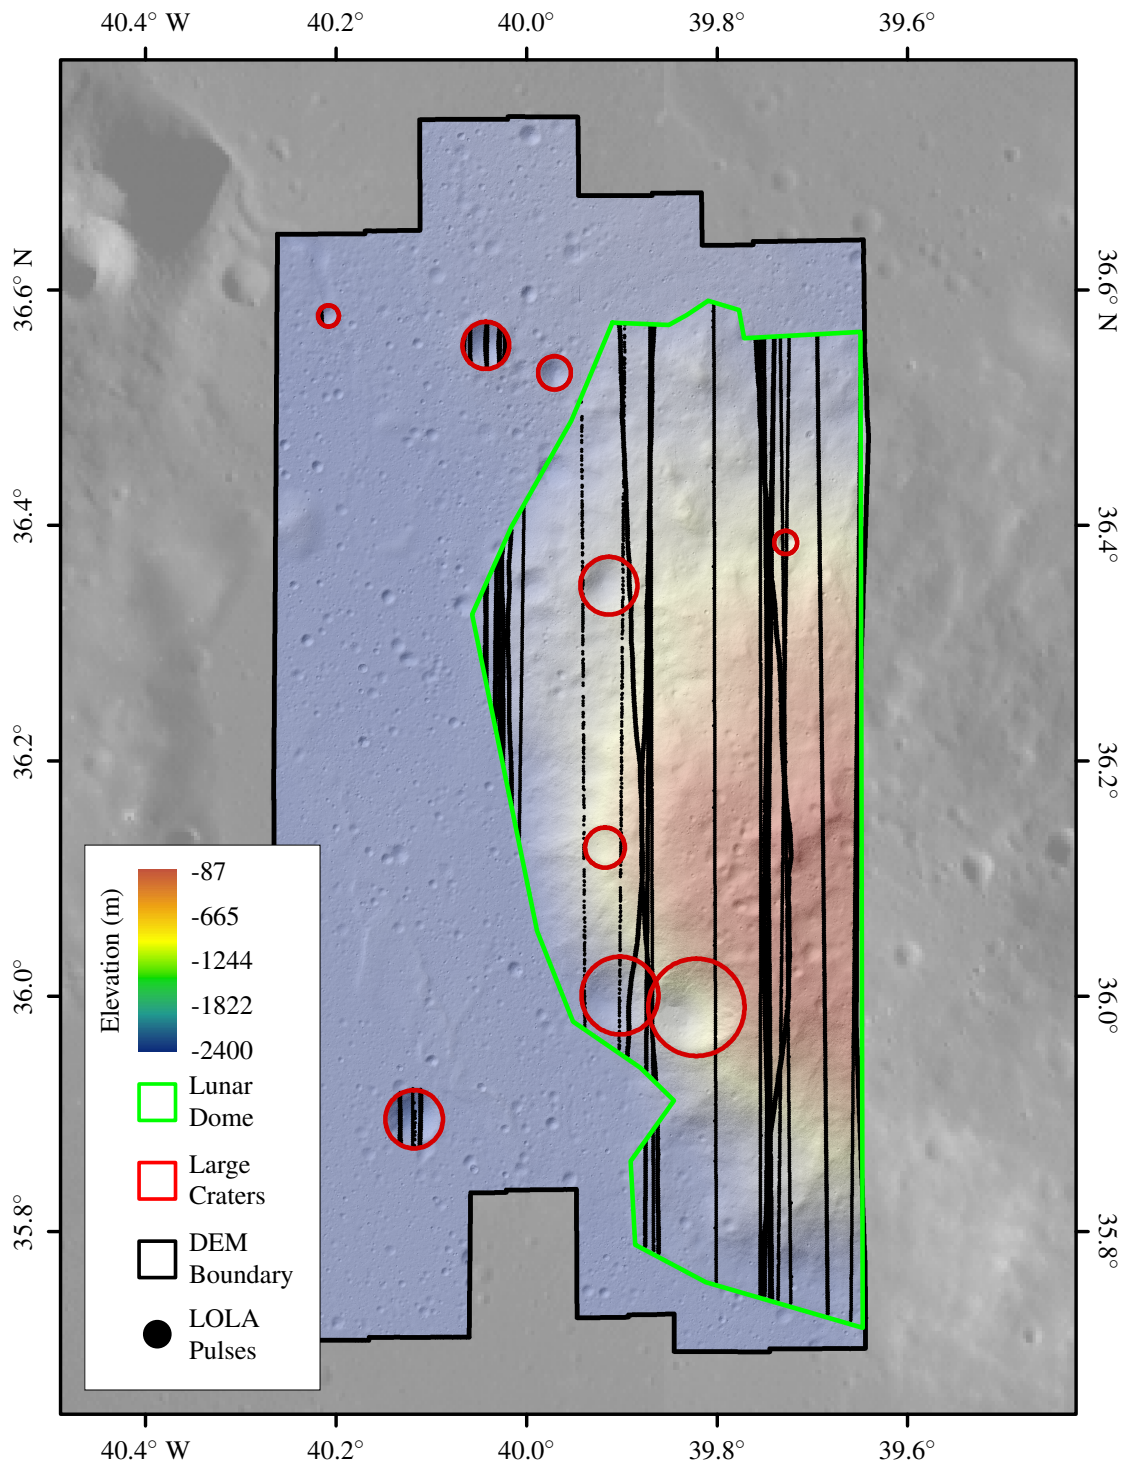 40.4° W
40.2°
40.0°
39.8°
39.6°
36.6° N
36.4°
36.2°
36.0°
35.8°
36.6° N
36.4°
36.2°
36.0°
35.8°
Elevation (m)
-87
-665
-1244
-1822
-2400
Lunar
Dome
Large
Craters
DEM
Boundary
LOLA
Pulses
40.4° W
40.2°
40.0°
39.8°
39.6°